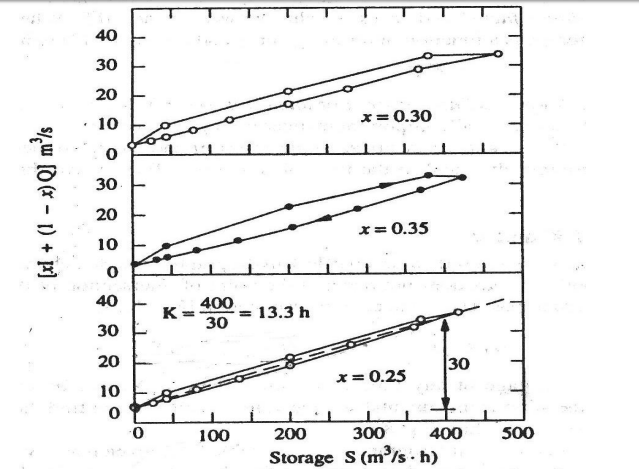 40
30
20
10
0
x = 0.30
30
20
10
0
x = 0.35
[xI + (1 − x) Q] m³/s
40
30
20
10
0
K = 400/30 = 13.3 h
x = 0.25
30
0 100 200 300 400 500
Storage S (m³/s · h)